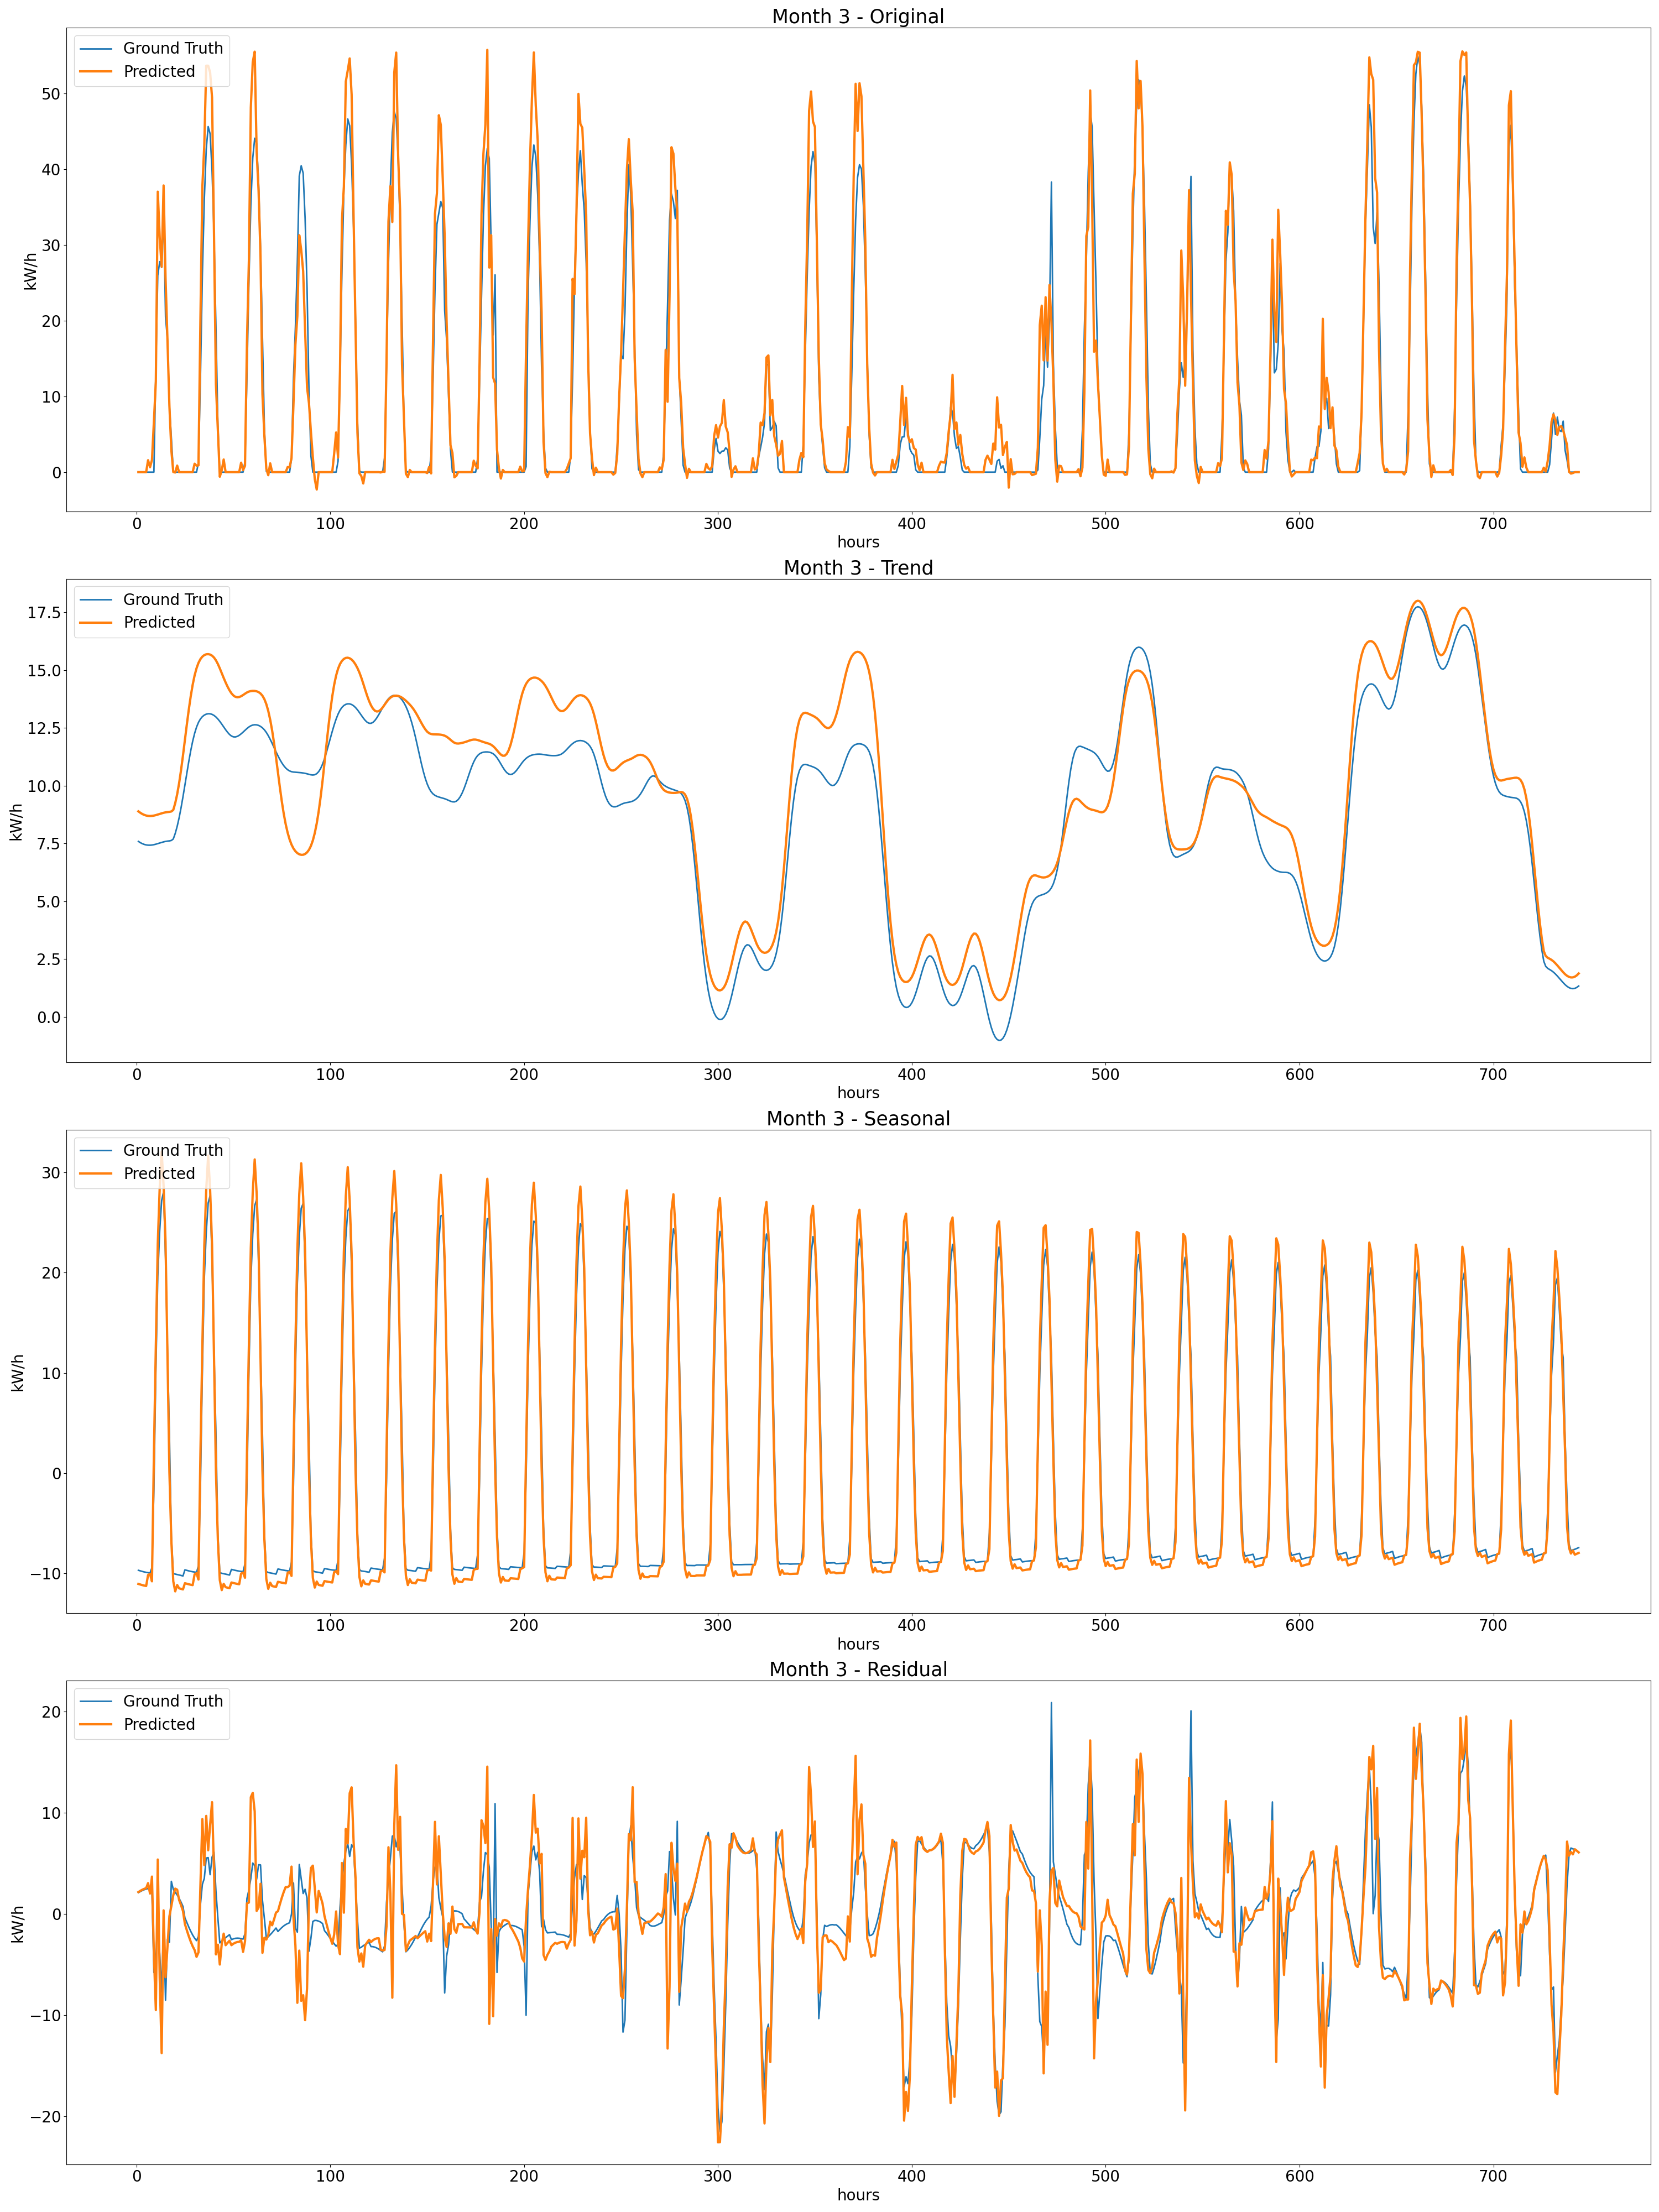 Month 3 - Original
Ground Truth
Predicted
kW/h
50
40
30
20
10
0
0 100 200 300 400 500 600 700
hours
Month 3 - Trend
Ground Truth
Predicted
kW/h
17.5
15.0
12.5
10.0
7.5
5.0
2.5
0.0
0 100 200 300 400 500 600 700
hours
Month 3 - Seasonal
Ground Truth
Predicted
kW/h
30
20
10
0
−10
0 100 200 300 400 500 600 700
hours
Month 3 - Residual
Ground Truth
Predicted
kW/h
20
10
0
−10
−20
0 100 200 300 400 500 600 700
hours